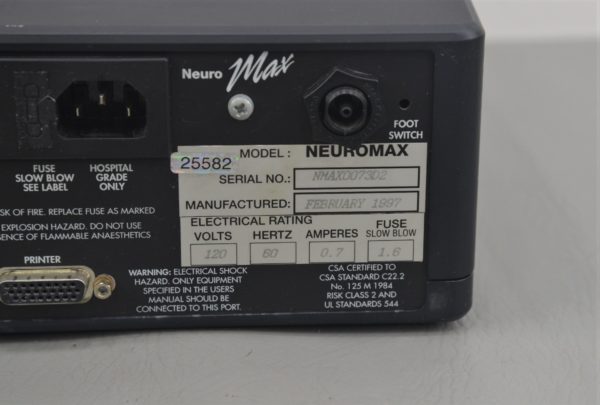 Neuro Max
FOOT
SWITCH
FUSE
SLOW BLOW
SEE LABEL
HOSPITAL
GRADE
ONLY
25582
MODEL : NEUROMAX
SERIAL NO.: NMAX007302
MANUFACTURED: FEBRUARY 1997
ELECTRICAL RATING
VOLTS HERTZ AMPERES FUSE
SLOW BLOW
120 60 0.7 1.6
SK OF FIRE. REPLACE FUSE AS MARKED
EXPLOSION HAZARD. DO NOT USE
SENCE OF FLAMMABLE ANAESTHETICS
PRINTER
WARNING: ELECTRICAL SHOCK
HAZARD. ONLY EQUIPMENT
SPECIFIED IN THE USERS
MANUAL SHOULD BE
CONNECTED TO THIS PORT.
CSA CERTIFIED TO
CSA STANDARD C22.2
No. 125 M 1984
RISK CLASS 2 AND
UL STANDARDS 544